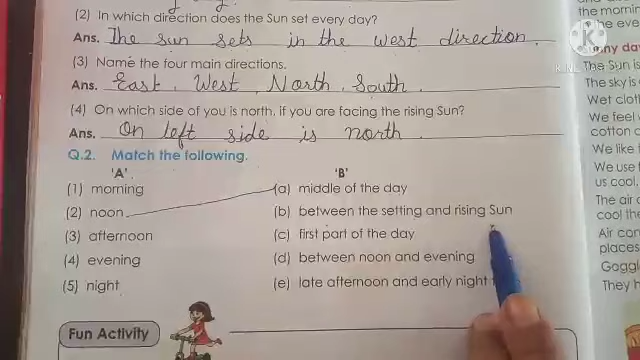 (2) In which direction does the Sun set every day?
Ans. The sun sets in the west direction.
(3) Name the four main directions.
Ans. East, West, North, South.
(4) On which side of you is north, if you are facing the rising Sun?
Ans. On left side is north.
Q.2. Match the following.
'A' 'B'
(1) morning (a) middle of the day
(2) noon (b) between the setting and rising Sun
(3) afternoon (c) first part of the day
(4) evening (d) between noon and evening
(5) night (e) late afternoon and early night
Fun Activity
the mornin
ny day
The Sun is
The sky is
Wet clot
We feel
cotton
We like
We use
us cool.
The air
cool the
Air con
places
They h
K